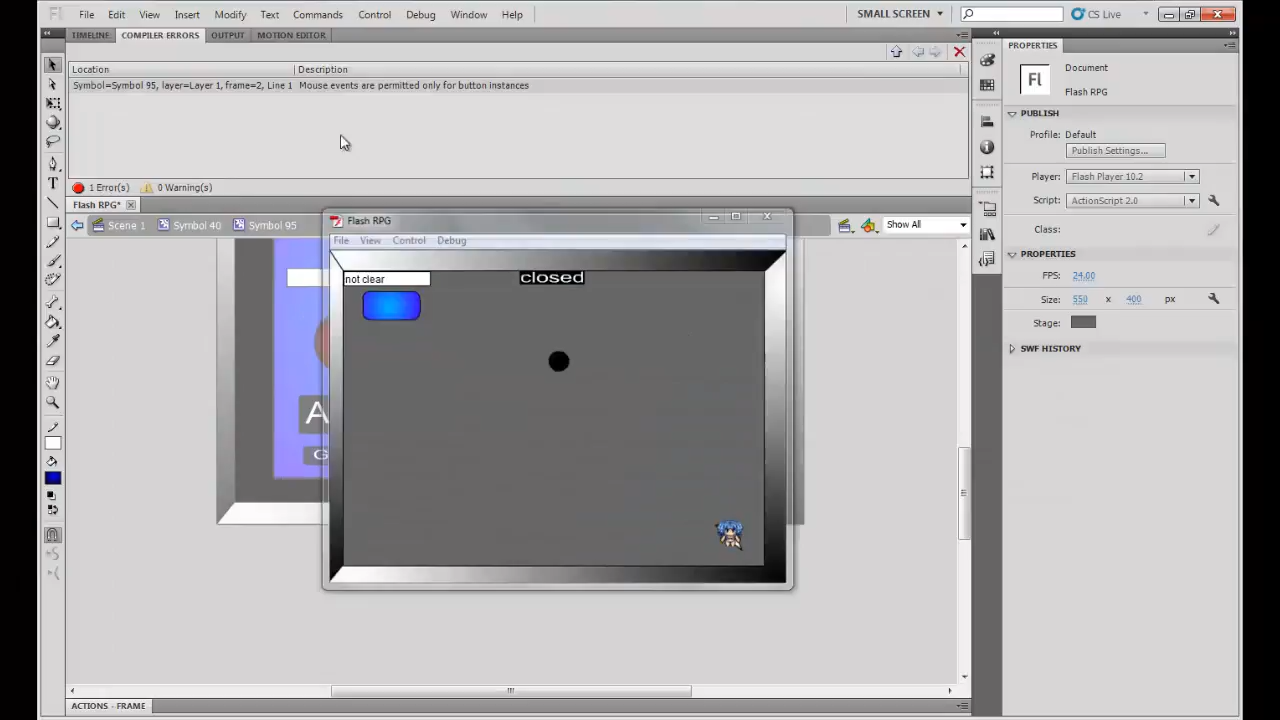 Fl File Edit View Insert Modify Text Commands Control Debug Window Help SMALL SCREEN CS Live
TIMELINE COMPILER ERRORS OUTPUT MOTION EDITOR
PROPERTIES
Location Description
Symbol=Symbol 95, layer=Layer 1, frame=2, Line 1 Mouse events are permitted only for button instances
Fl Document
Flash RPG
PUBLISH
Profile: Default
Publish Settings...
Player: Flash Player 10.2
Script: ActionScript 2.0
Class:
PROPERTIES
FPS: 24.00
Size: 550 x 400 px
Stage:
SWF HISTORY
1 Error(s) 0 Warning(s)
Flash RPG*
Scene 1 Symbol 40 Symbol 95 Show All
Flash RPG
File View Control Debug
not clear closed
A
G
ACTIONS - FRAME